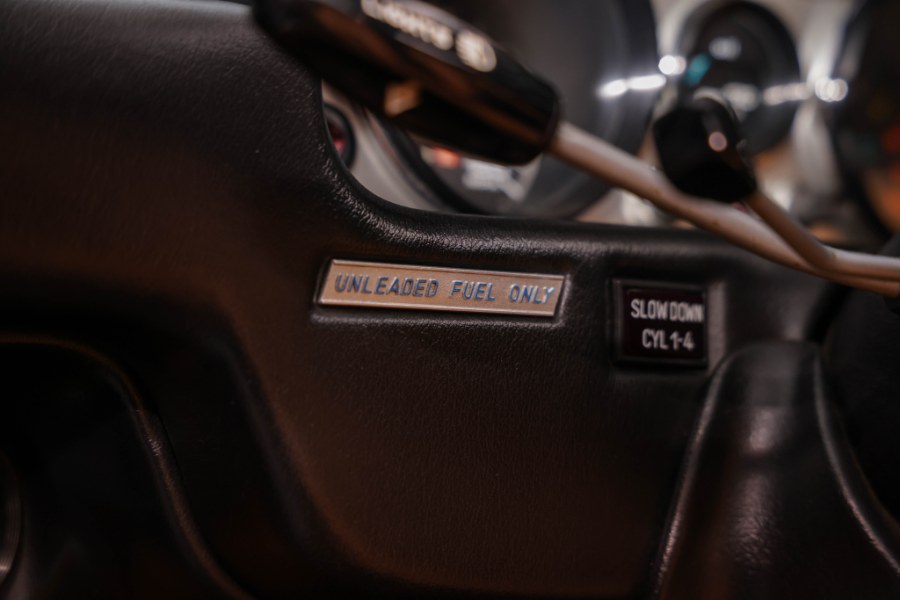 UNLEADED FUEL ONLY
SLOW DOWN
CYL 1-4